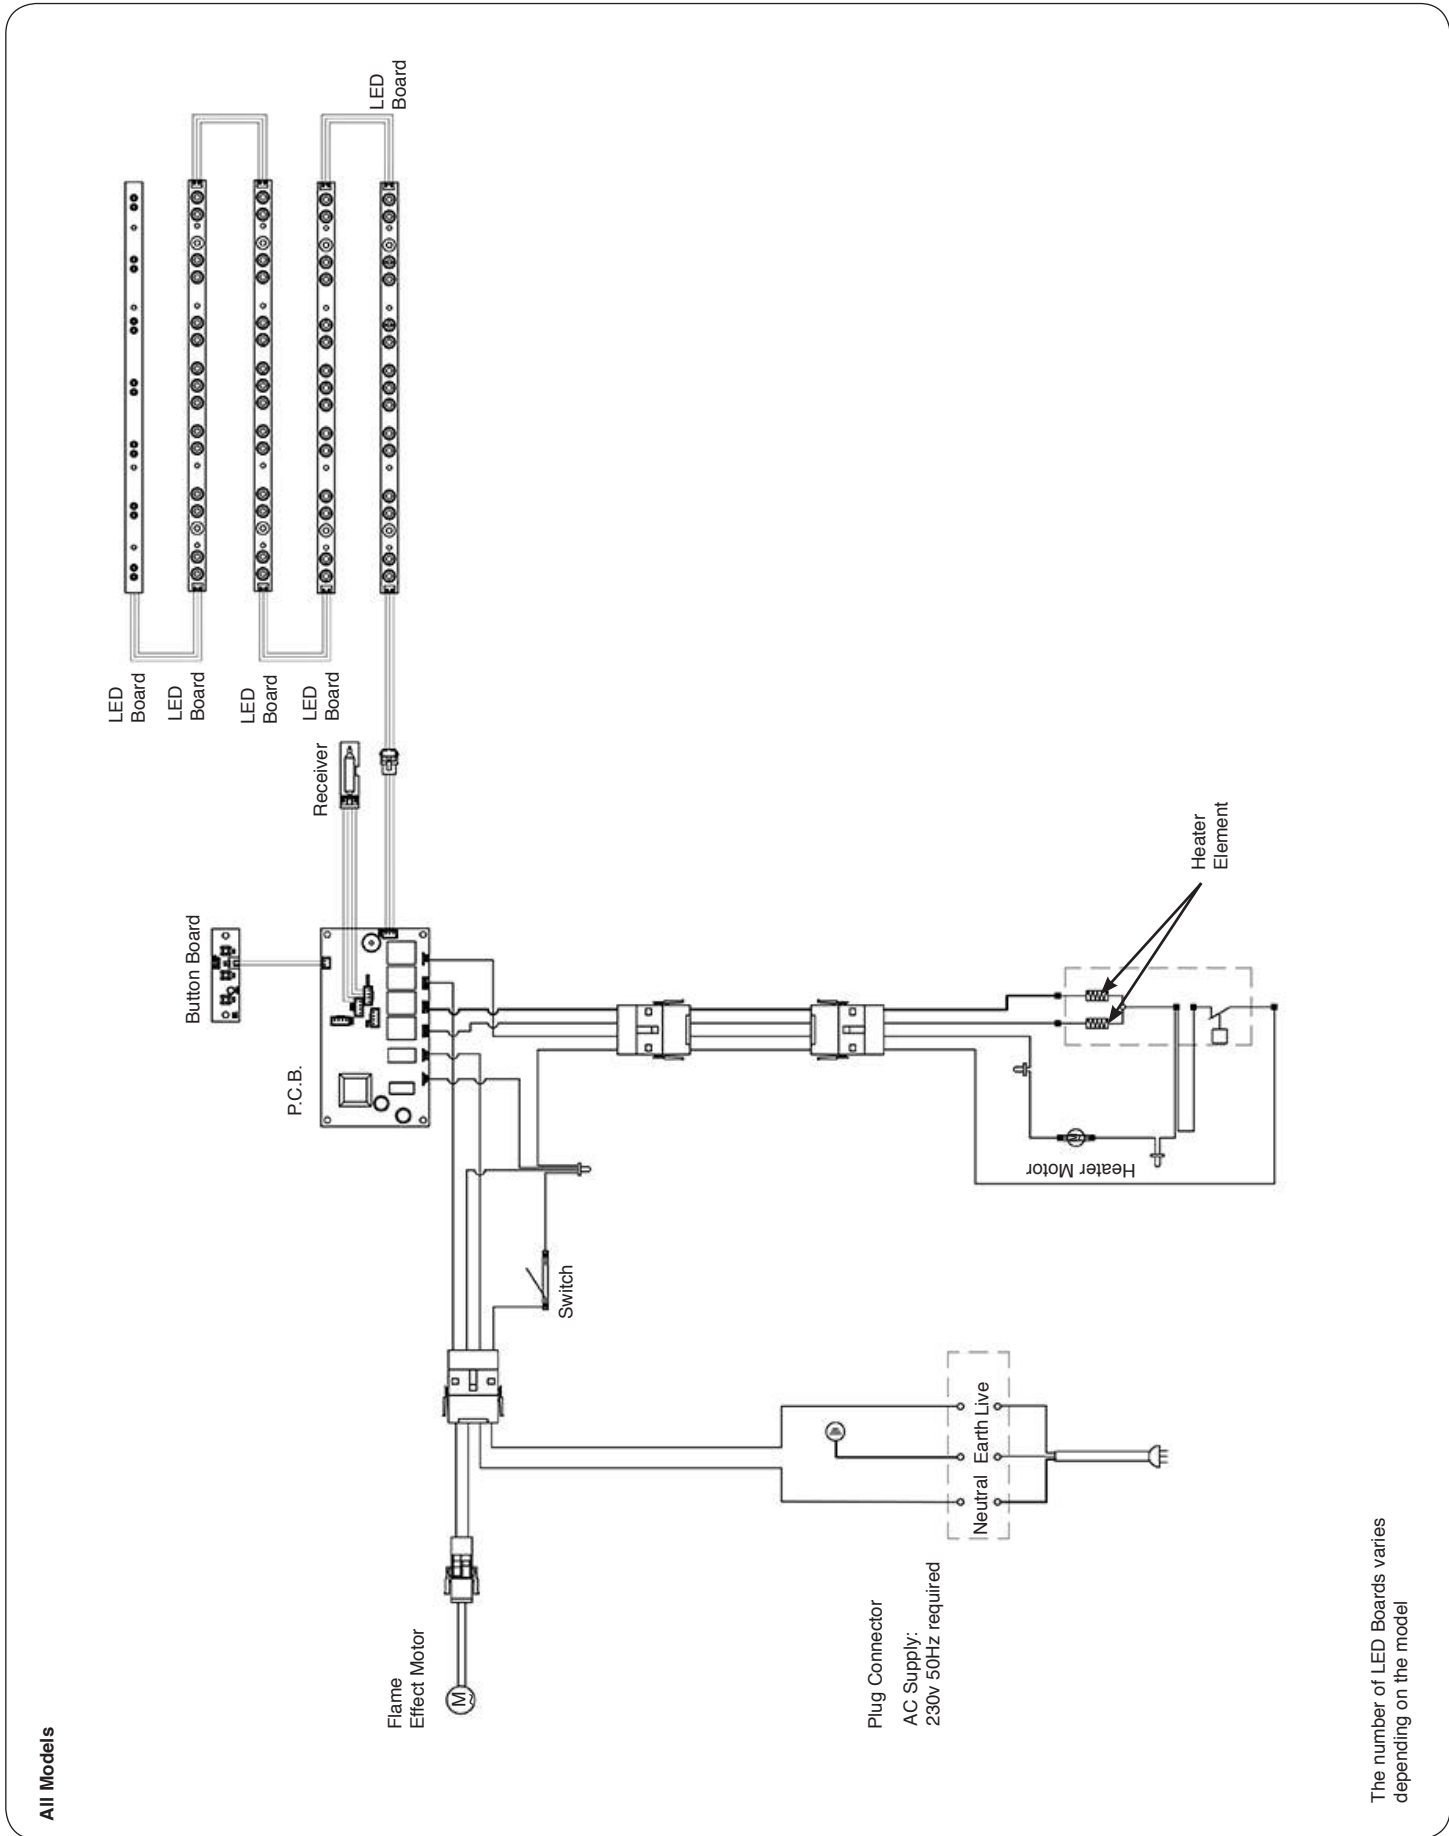 All Models
Flame
Effect Motor
Plug Connector
AC Supply:
230v 50Hz required
The number of LED Boards varies
depending on the model
Neutral
Earth
Live
Switch
Heater Motor
P.C.B.
Button Board
Receiver
Heater
Element
LED
Board
LED
Board
LED
Board
LED
Board
LED
Board
M
M